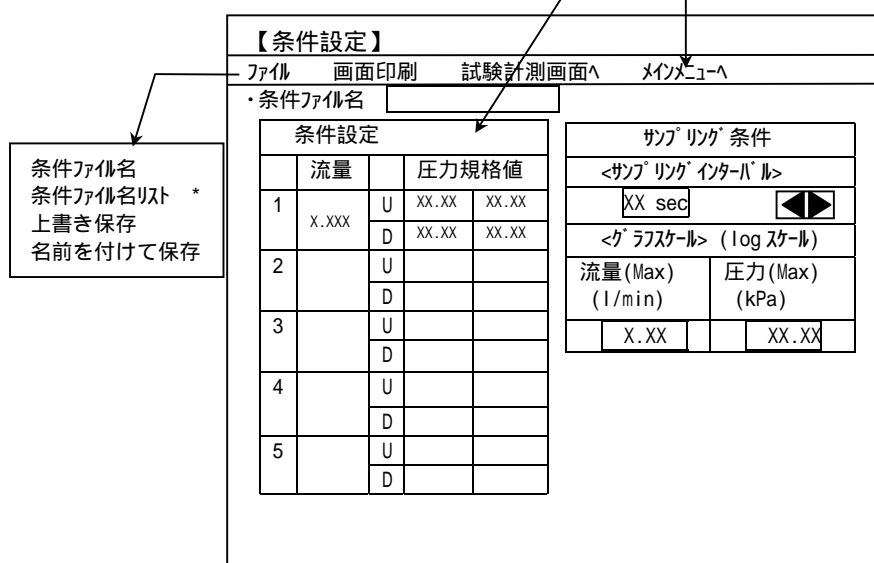 【条件設定】
ファイル 画面印刷 試験計測画面へ メインメニューへ
・条件ファイル名
条件ファイル名
条件ファイル名リスト *
上書き保存
名前を付けて保存
条件設定
流量 圧力規格値
1 X.XXX U XX.XX XX.XX
D XX.XX XX.XX
2 U
D
3 U
D
4 U
D
5 U
D
サンプリング条件
<サンプリングインターバル>
XX sec
<グラフスケール> (logスケール)
流量(Max) 圧力(Max)
(l/min) (kPa)
X.XX XX.XX